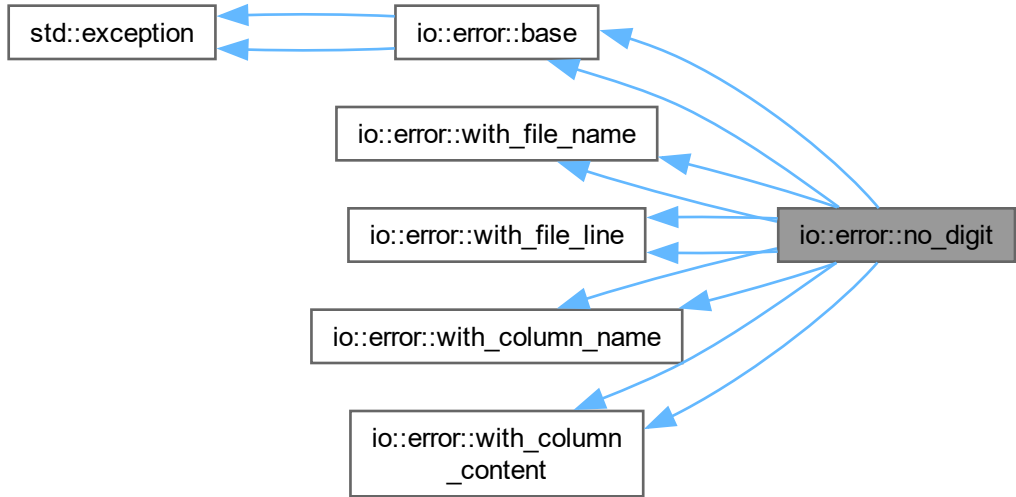 std::exception
io::error::base
io::error::with_file_name
io::error::with_file_line
io::error::no_digit
io::error::with_column_name
io::error::with_column
_content